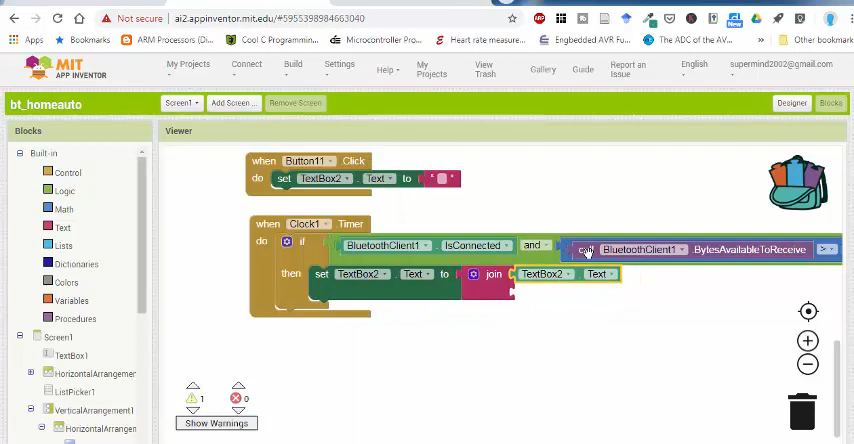 Not secure | ai2.appinventor.mit.edu/#5955398984663040
Apps Bookmarks ARM Processors (Di... Cool C Programming... Microcontroller Pro... Heart rate measure... Engbedded AVR Fu... The ADC of the AV... » Other bookmark
MIT
APP INVENTOR
My Projects Connect Build Settings Help My Projects View Trash Gallery Guide Report an Issue English supermind2002@gmail.com
bt_homeauto Screen1 Add Screen ... Remove Screen Designer Blocks
Blocks Viewer
Built-in
Control
Logic
Math
Text
Lists
Dictionaries
Colors
Variables
Procedures
Screen1
TextBox1
HorizontalArrangeme
ListPicker1
VerticalArrangement1
HorizontalArrangem
when Button11 .Click
do set TextBox2 . Text to " "
when Clock1 .Timer
do if BluetoothClient1 . IsConnected and BluetoothClient1 . BytesAvailableToReceive >
then set TextBox2 . Text to join TextBox2 . Text
1 0
Show Warnings